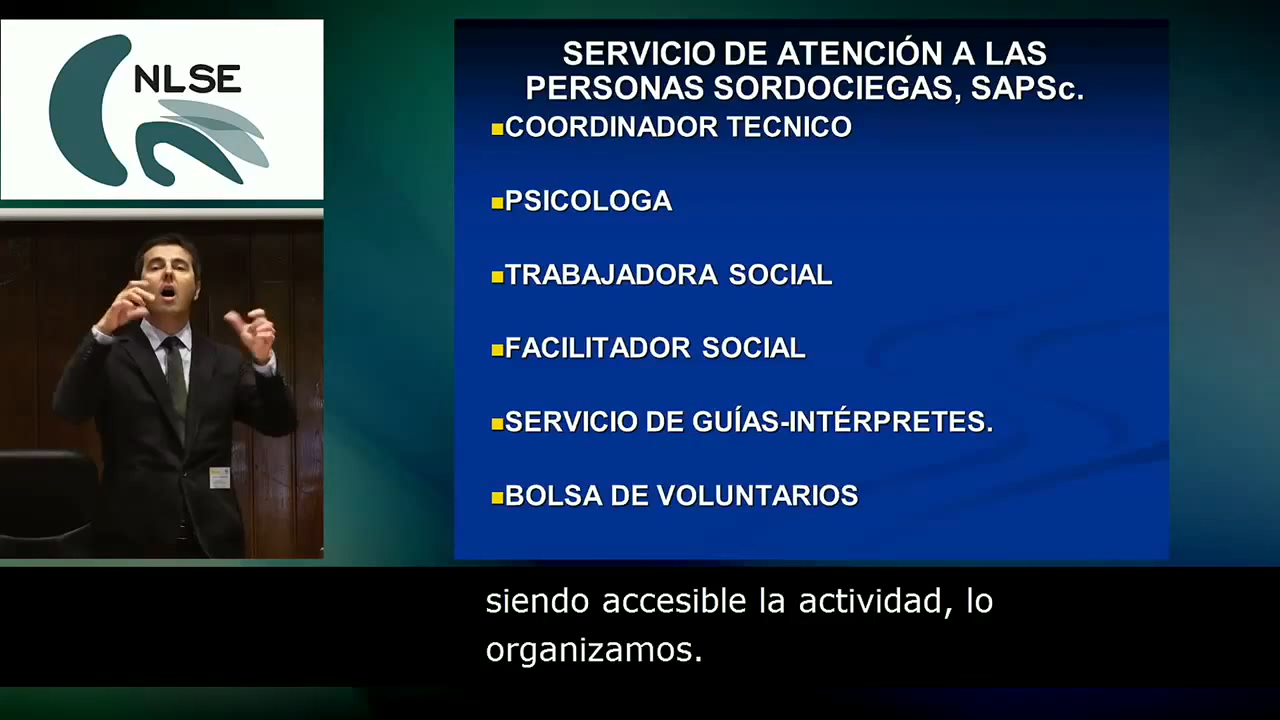 NLSE
SERVICIO DE ATENCIÓN A LAS
PERSONAS SORDOCIEGAS, SAPSc.
COORDINADOR TECNICO
PSICOLOGA
TRABAJADORA SOCIAL
FACILITADOR SOCIAL
SERVICIO DE GUÍAS-INTÉRPRETES.
BOLSA DE VOLUNTARIOS
siendo accesible la actividad, lo
organizamos.